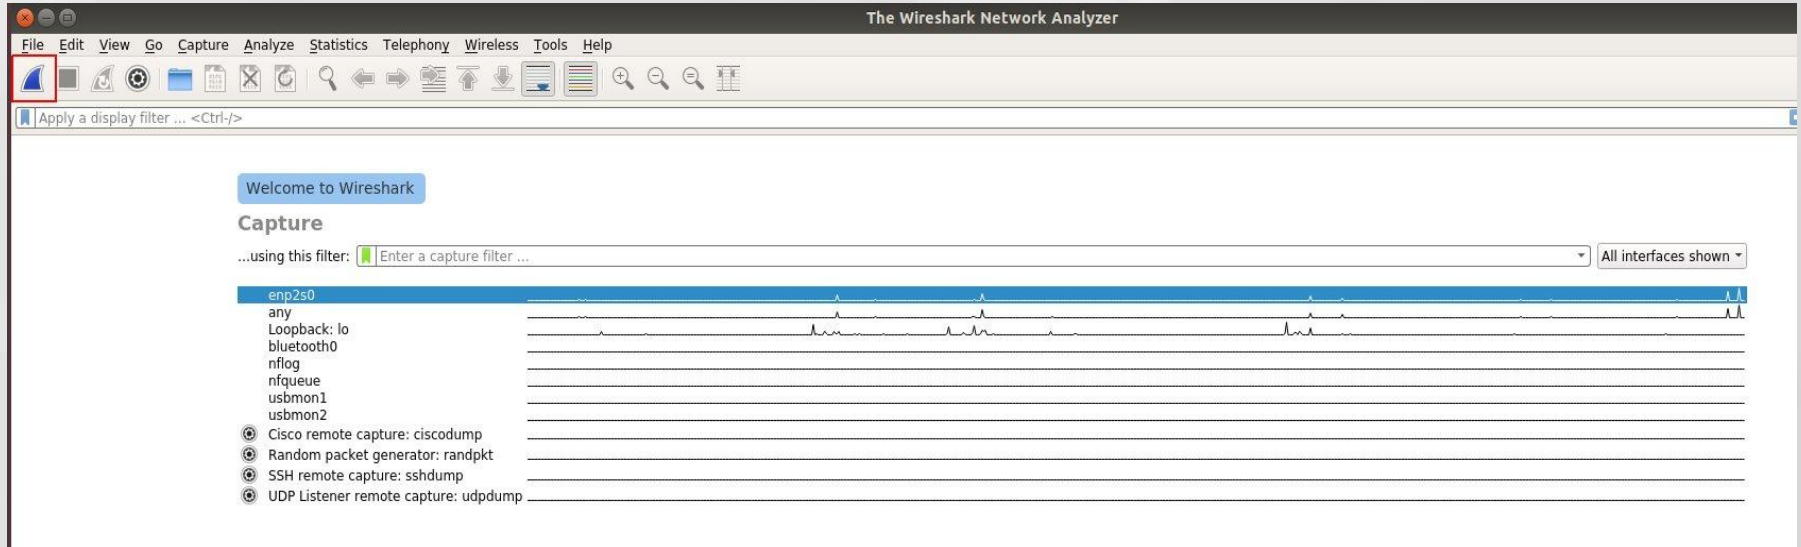 The Wireshark Network Analyzer
File Edit View Go Capture Analyze Statistics Telephony Wireless Tools Help
Apply a display filter ... <Ctrl-/>
Welcome to Wireshark
Capture
...using this filter: Enter a capture filter ... All interfaces shown
enp2s0
any
Loopback: lo
bluetooth0
nflog
nfqueue
usbmon1
usbmon2
Cisco remote capture: ciscodump
Random packet generator: randpkt
SSH remote capture: sshdump
UDP Listener remote capture: udpdump